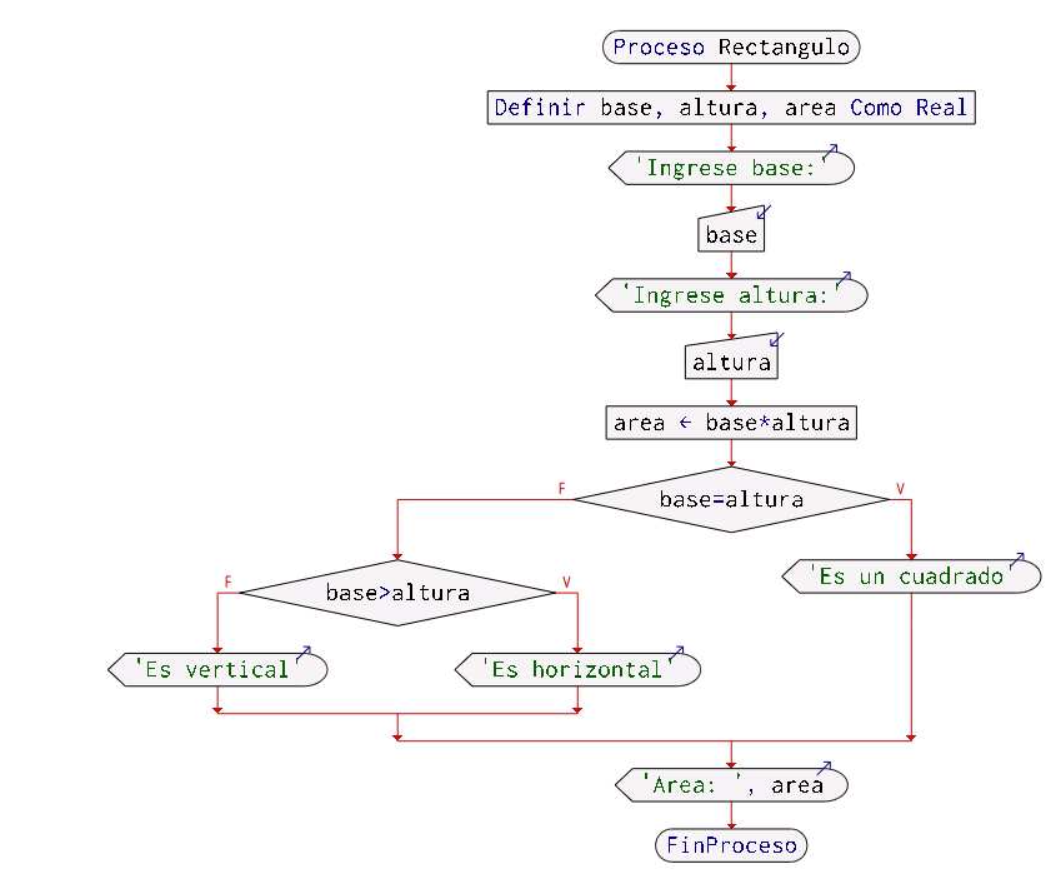 Proceso Rectangulo
Definir base, altura, area Como Real
'Ingrese base:'
base
'Ingrese altura:'
altura
area ← base*altura
F
base=altura
V
'Es un cuadrado'
F
base>altura
V
'Es vertical'
'Es horizontal'
'Area: ', area
FinProceso